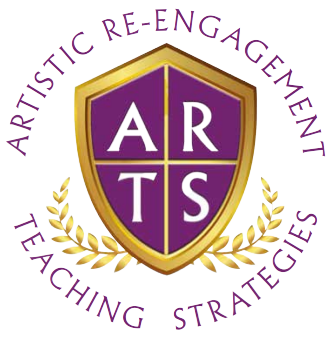 ARTISTIC RE-ENGAGEMENT
A R
T S
TEACHING STRATEGIES